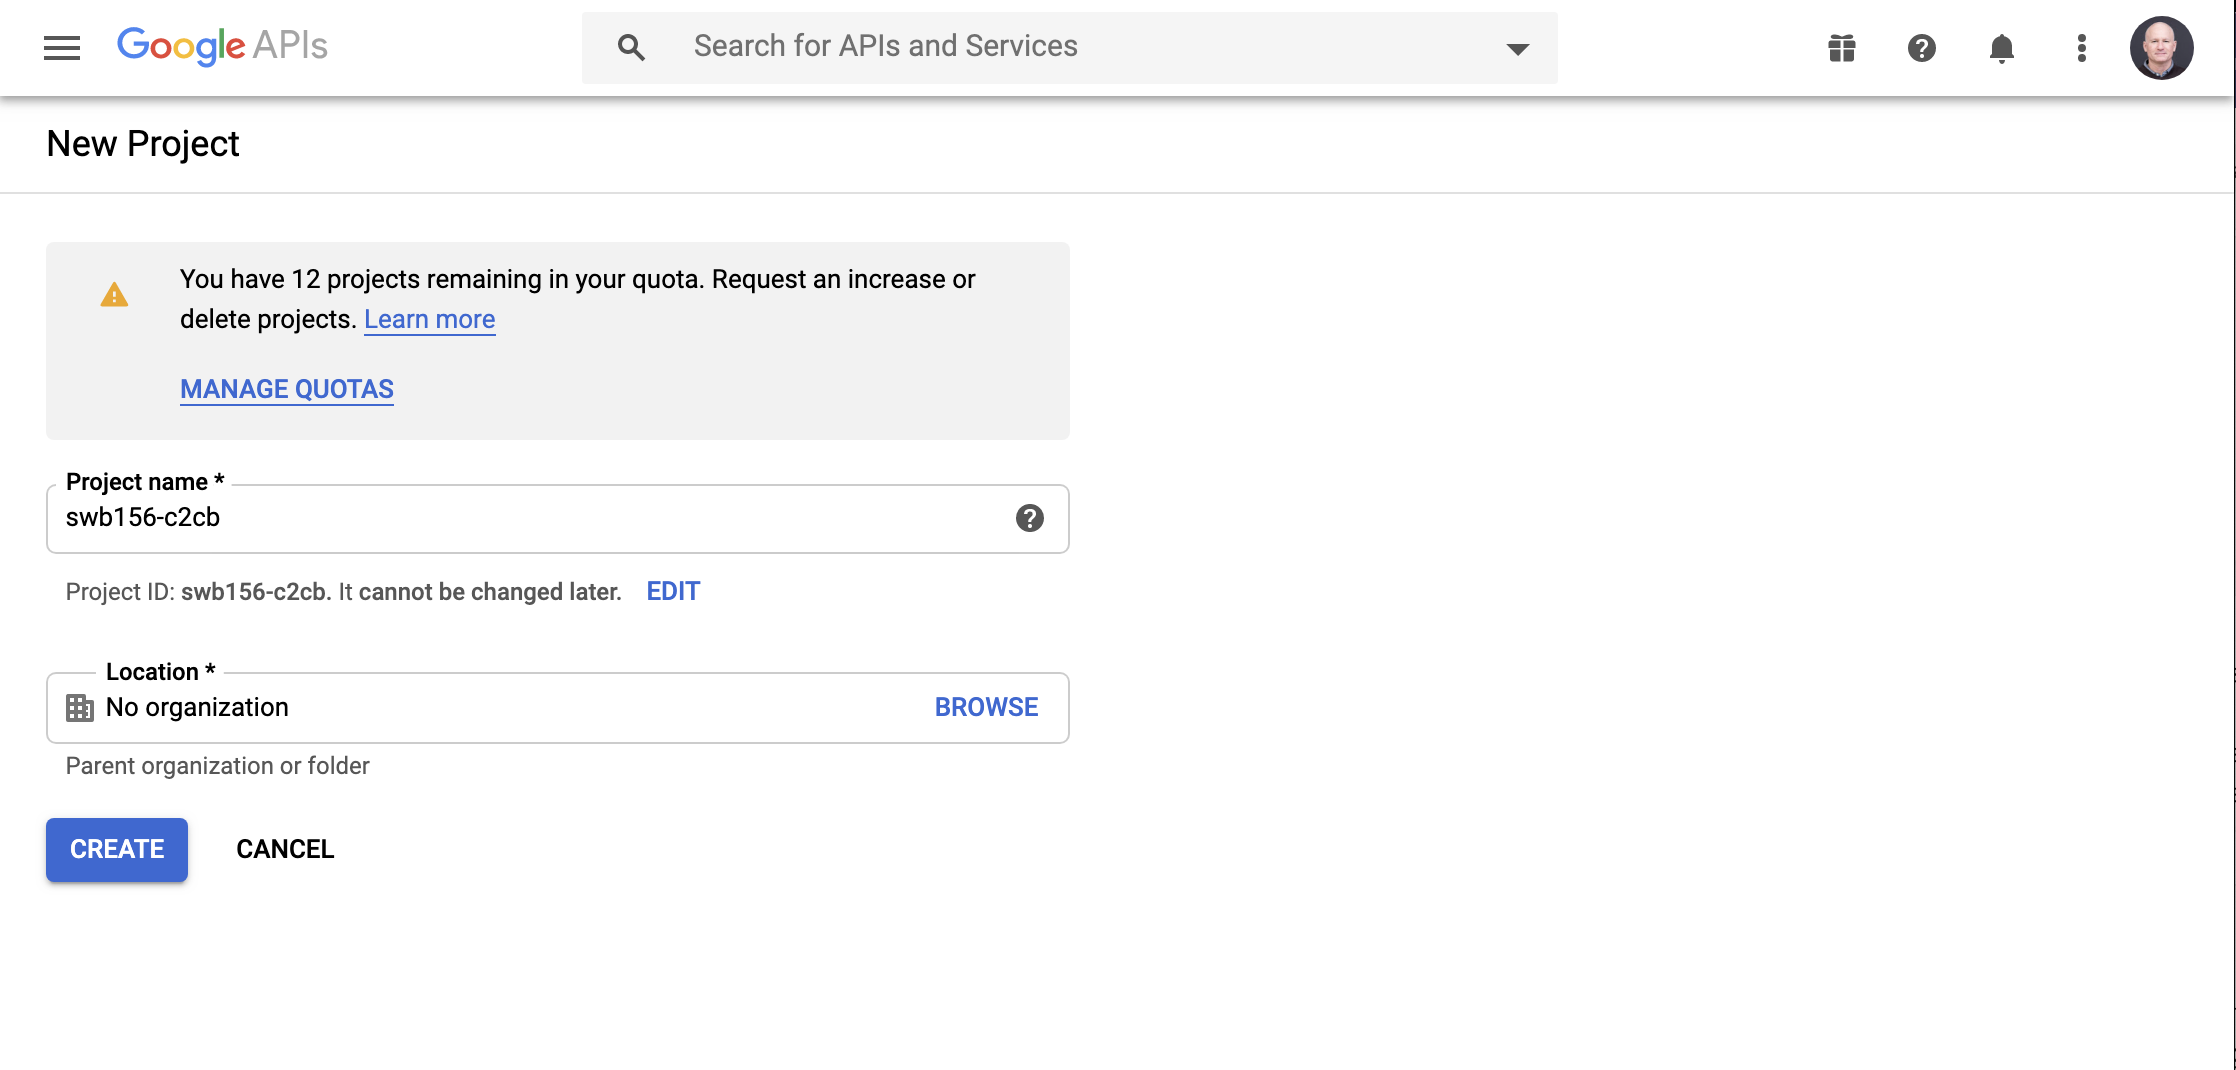 Google APIs
Search for APIs and Services
New Project
You have 12 projects remaining in your quota. Request an increase or
delete projects. Learn more
MANAGE QUOTAS
Project name *
swb156-c2cb
Project ID: swb156-c2cb. It cannot be changed later. EDIT
Location *
No organization BROWSE
Parent organization or folder
CREATE CANCEL